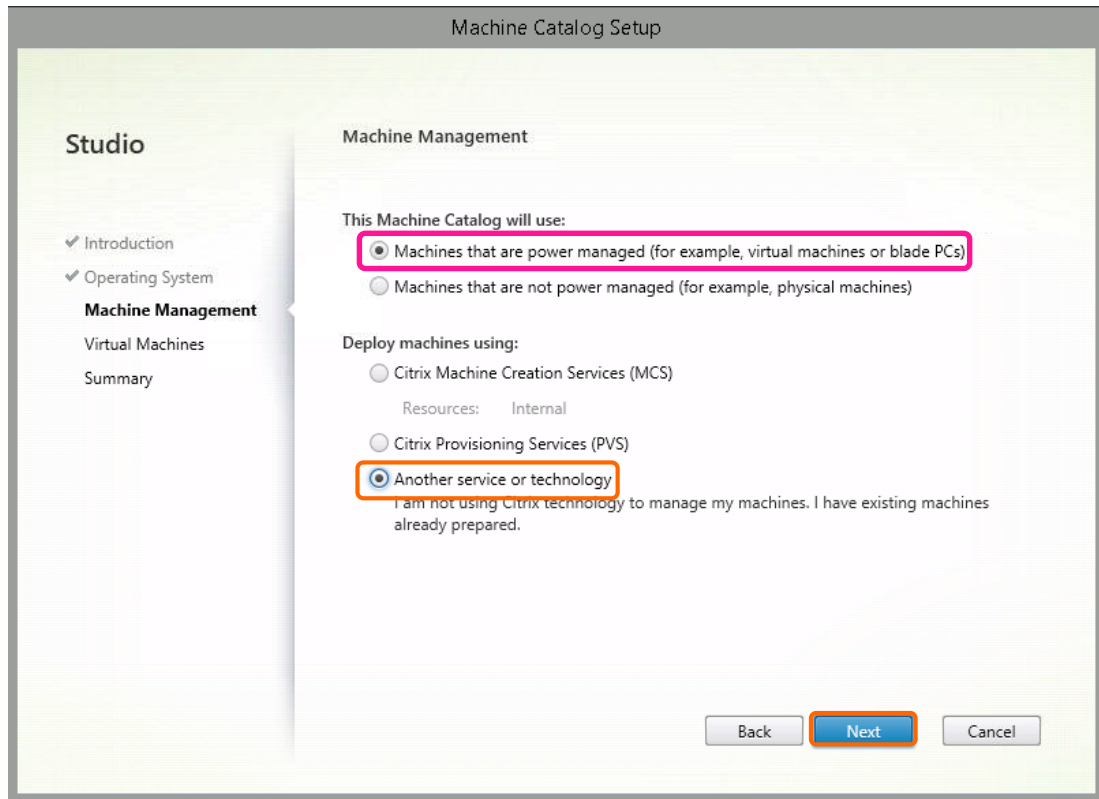 Machine Catalog Setup
Studio
Introduction
Operating System
Machine Management
Virtual Machines
Summary
Machine Management
This Machine Catalog will use:
Machines that are power managed (for example, virtual machines or blade PCs)
Machines that are not power managed (for example, physical machines)
Deploy machines using:
Citrix Machine Creation Services (MCS)
Resources: Internal
Citrix Provisioning Services (PVS)
Another service or technology
I am not using Citrix technology to manage my machines. I have existing machines
already prepared.
Back Next Cancel